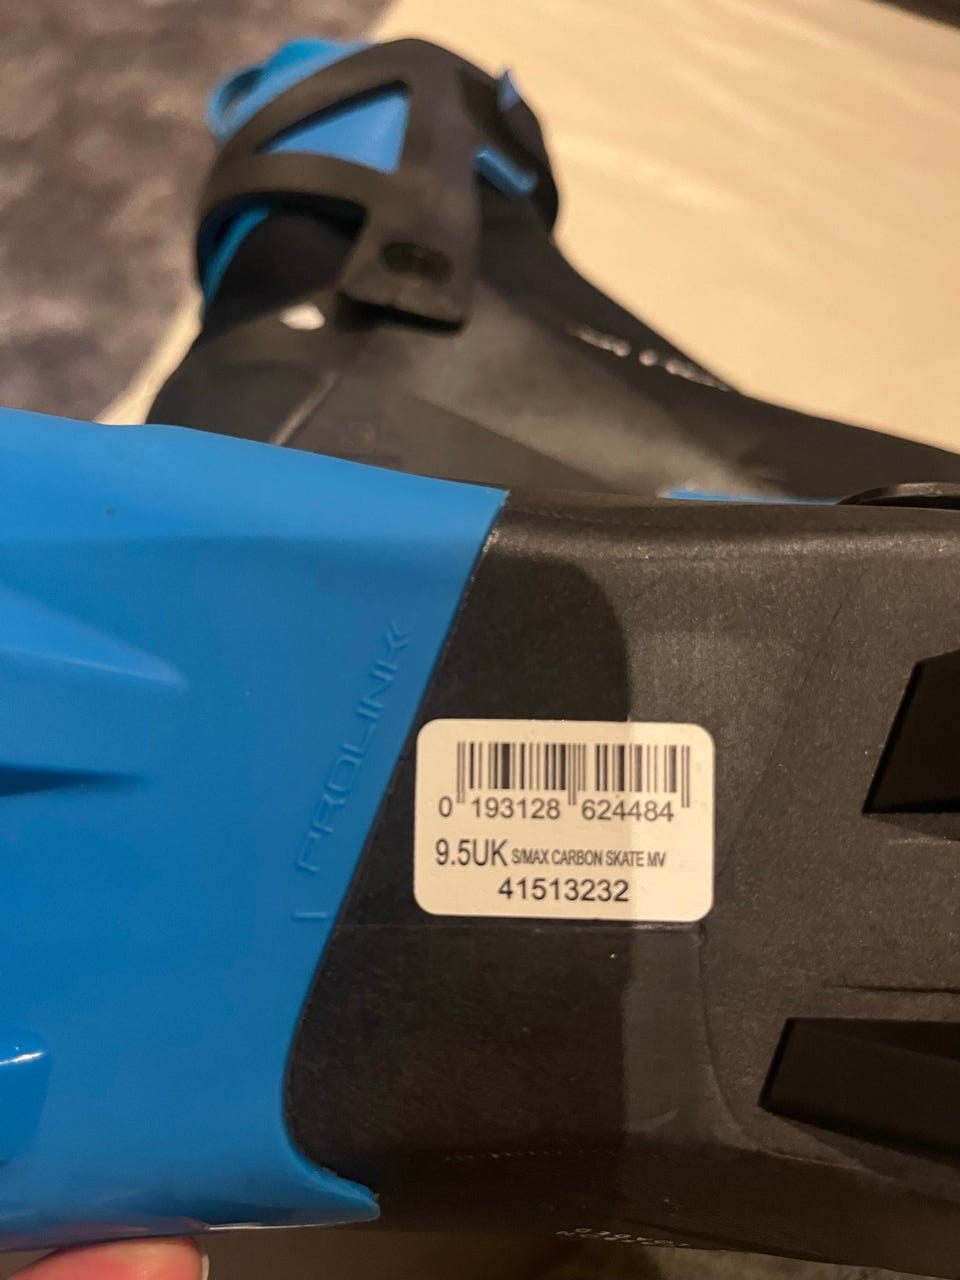 PROLINK
0 193128 624484
9.5UK S/MAX CARBON SKATE MV
41513232